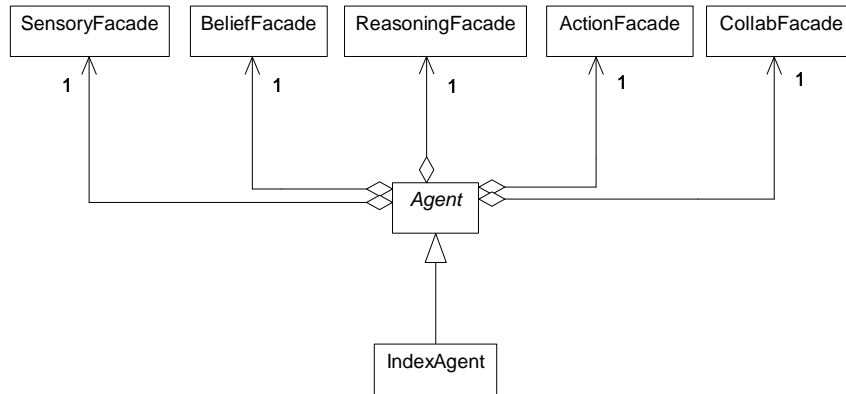 SensoryFacade
BeliefFacade
ReasoningFacade
ActionFacade
CollabFacade
1
1
1
1
1
Agent
IndexAgent